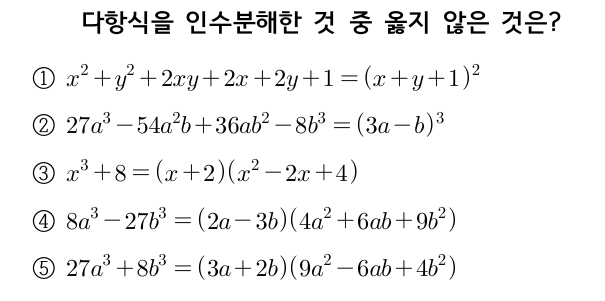 다항식을 인수분해한 것 중 옳지 않은 것은?
① x² + y² + 2xy + 2x + 2y + 1 = (x + y + 1)²
② 27a³ − 54a²b + 36ab² − 8b³ = (3a − b)³
③ x³ + 8 = (x + 2)(x² − 2x + 4)
④ 8a³ − 27b³ = (2a − 3b)(4a² + 6ab + 9b²)
⑤ 27a³ + 8b³ = (3a + 2b)(9a² − 6ab + 4b²)